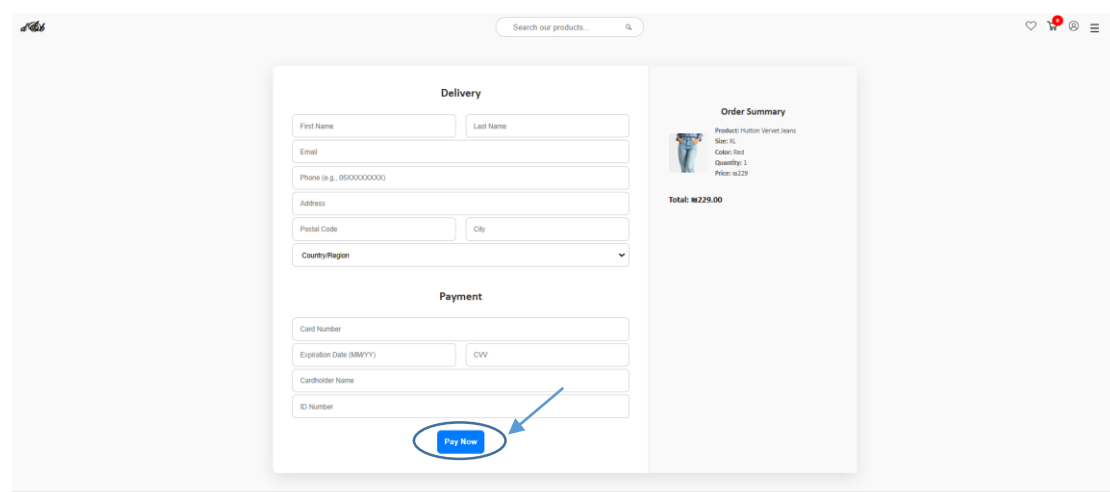 Search our products...
Delivery
First Name
Last Name
Email
Phone (e.g., 05XXXXXXXX)
Address
Postal Code
City
Country/Region
Payment
Card Number
Expiration Date (MM/YY)
CVV
Cardholder Name
ID Number
Pay Now
Order Summary
Product: Hutton Vervet Jeans
Size: XL
Color: Red
Quantity: 1
Price: ₪229
Total: ₪229.00